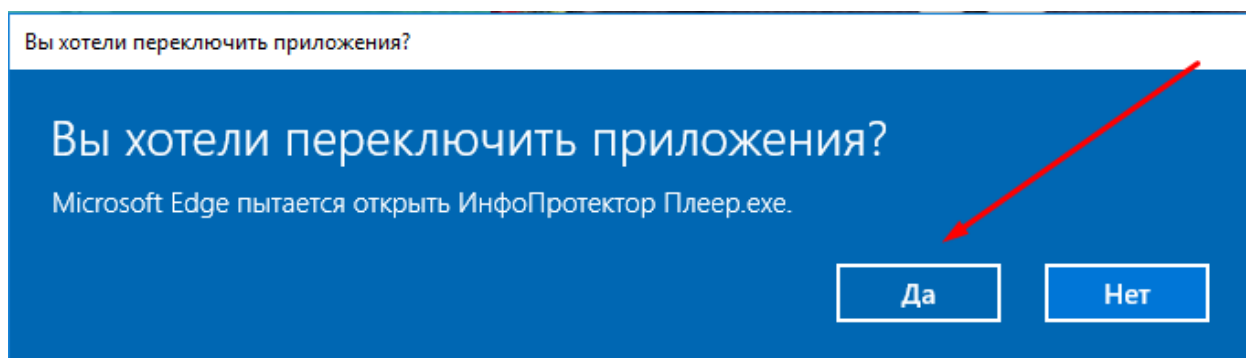 Вы хотели переключить приложения?
Вы хотели переключить приложения?
Microsoft Edge пытается открыть ИнфоПротектор Плеер.exe.
Да Нет